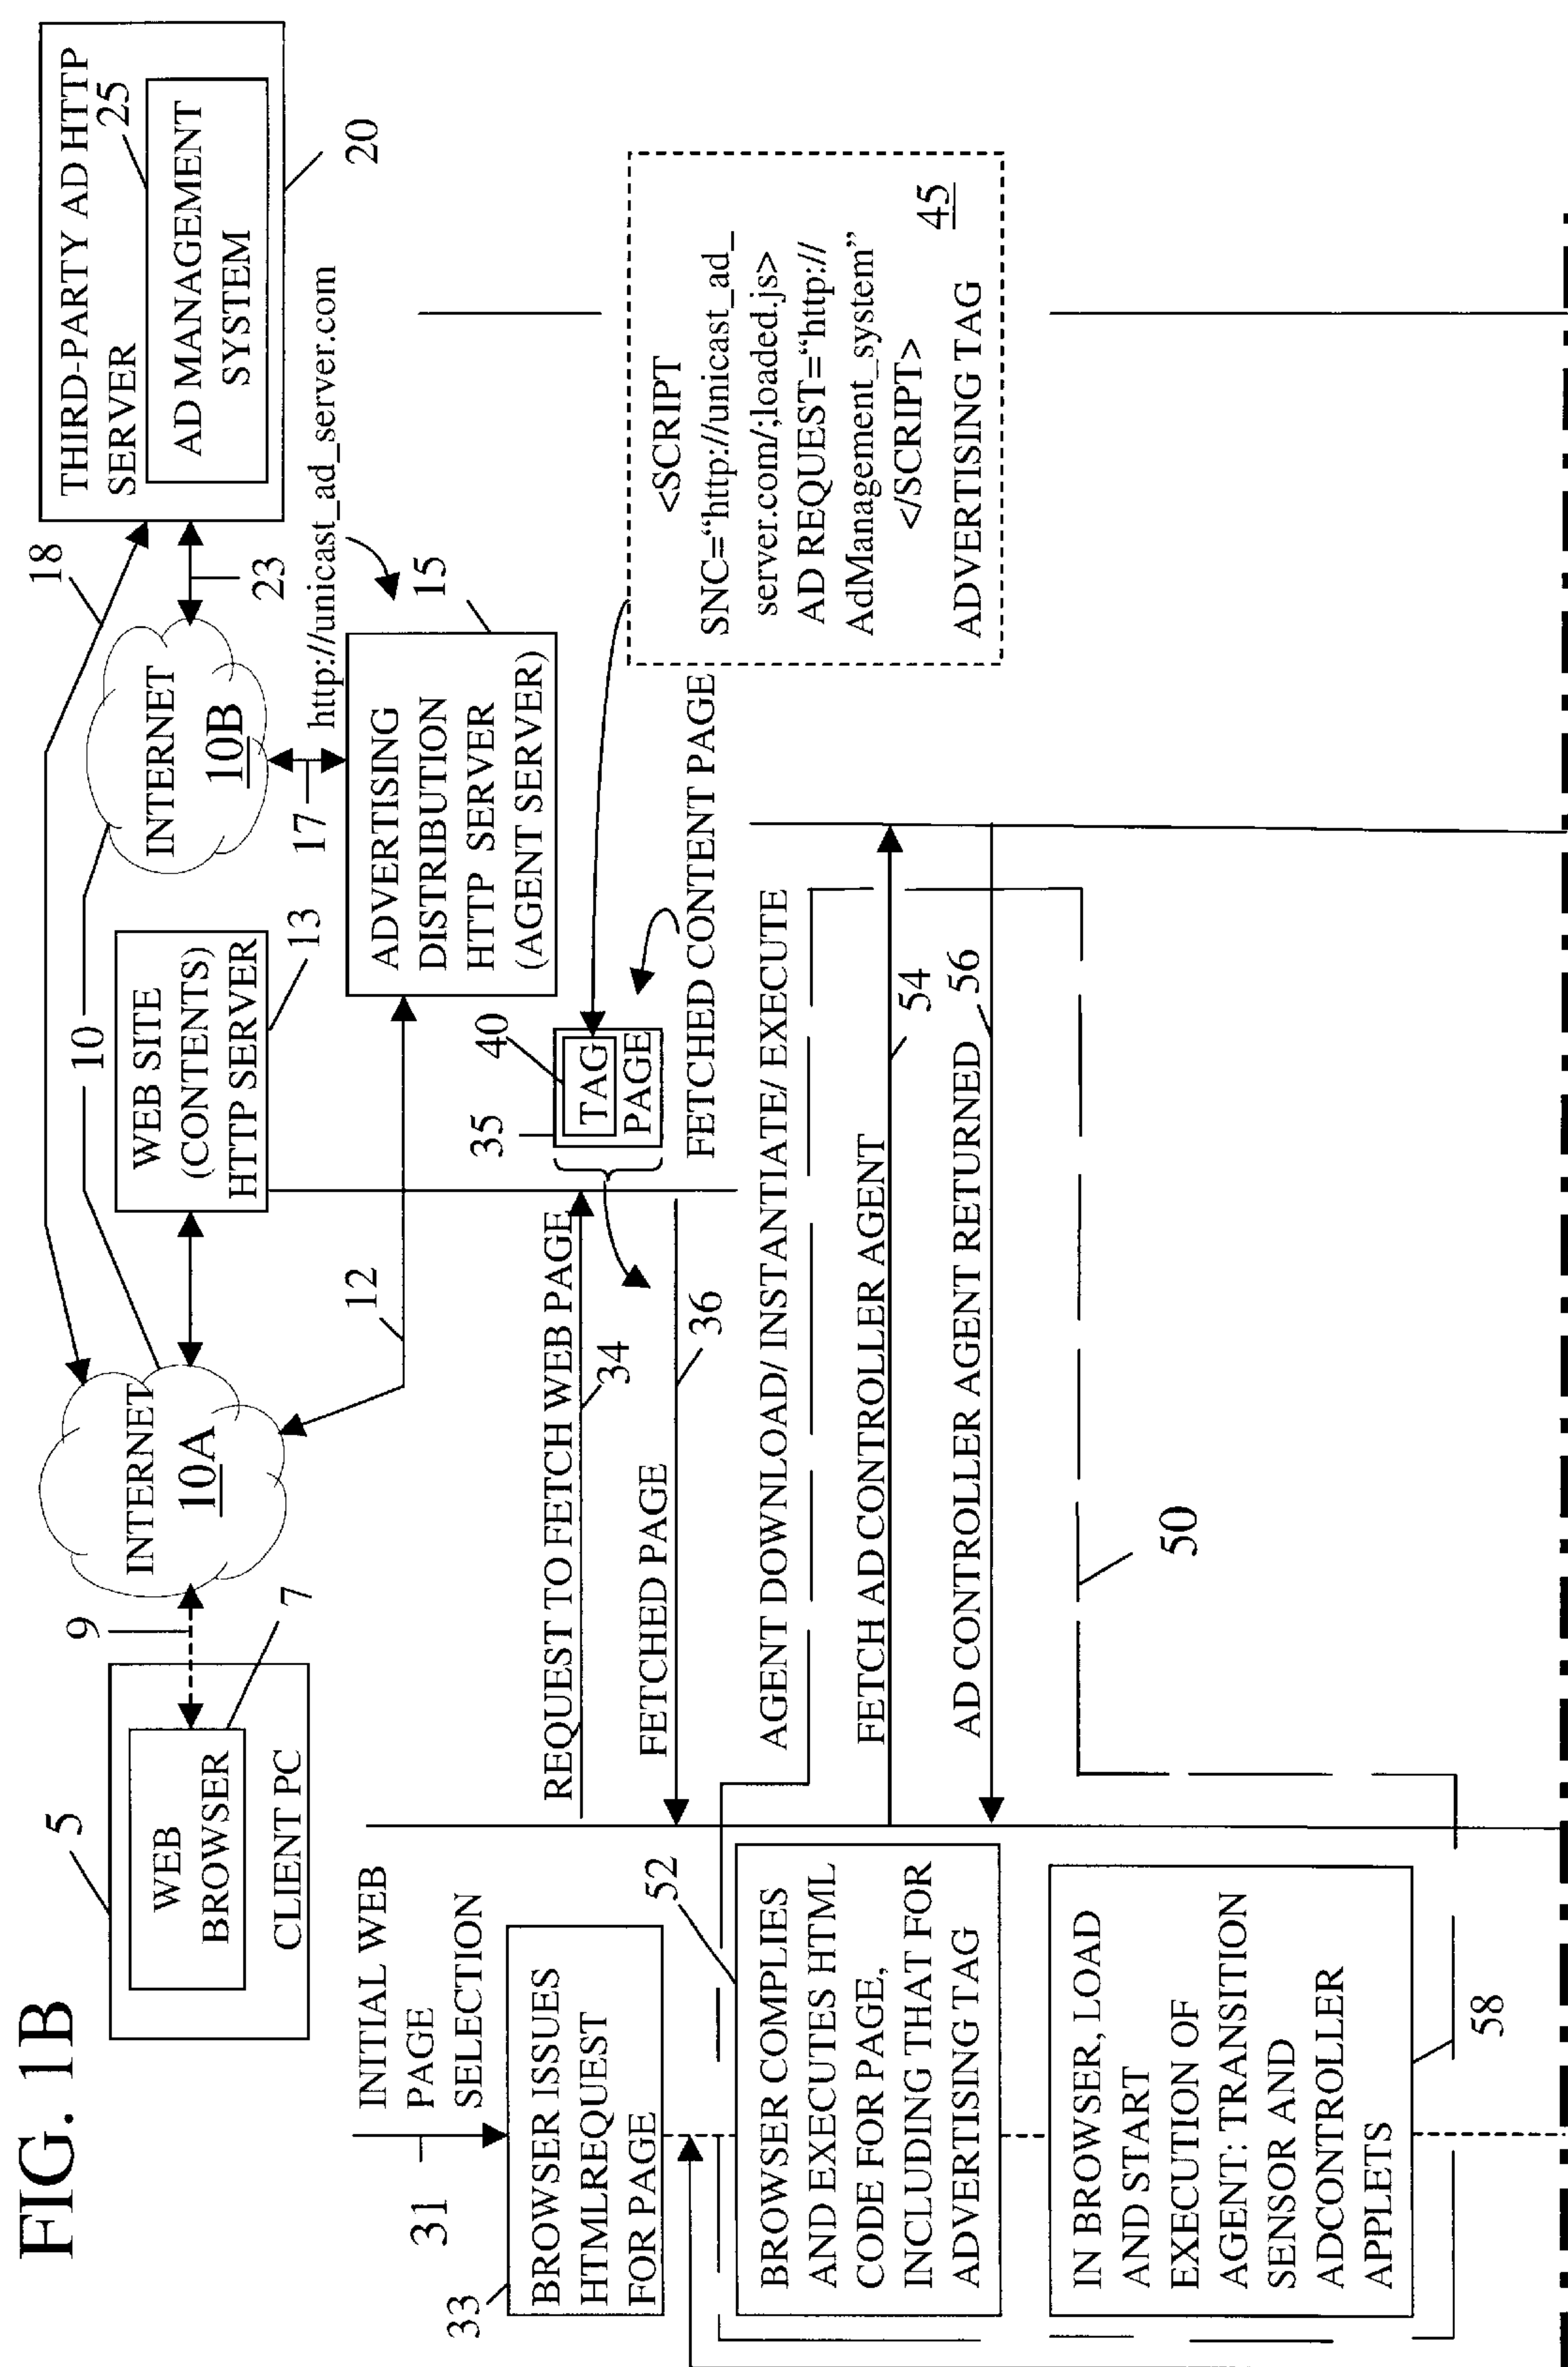 FIG. 1B
5
WEB
BROWSER
CLIENT PC
7
9
INTERNET
10A
10
WEB SITE
(CONTENTS)
HTTP SERVER
13
INTERNET
10B
18
23
THIRD-PARTY AD HTTP
SERVER
25
AD MANAGEMENT
SYSTEM
20
http://unicast_ad_server.com
17
15
ADVERTISING
DISTRIBUTION
HTTP SERVER
(AGENT SERVER)
12
INITIAL WEB
PAGE
SELECTION
31
33
BROWSER ISSUES
HTMLREQUEST
FOR PAGE
REQUEST TO FETCH WEB PAGE
34
FETCHED PAGE
36
35
40
TAG
PAGE
FETCHED CONTENT PAGE
<SCRIPT
SNC=“http://unicast_ad_
server.com/;loaded.js>
AD REQUEST=“http://
AdManagement_system”
</SCRIPT>
45
ADVERTISING TAG
AGENT DOWNLOAD/ INSTANTIATE/ EXECUTE
52
BROWSER COMPLIES
AND EXECUTES HTML
CODE FOR PAGE,
INCLUDING THAT FOR
ADVERTISING TAG
FETCH AD CONTROLLER AGENT
54
AD CONTROLLER AGENT RETURNED
56
50
IN BROWSER, LOAD
AND START
EXECUTION OF
AGENT: TRANSITION
SENSOR AND
ADCONTROLLER
APPLETS
58